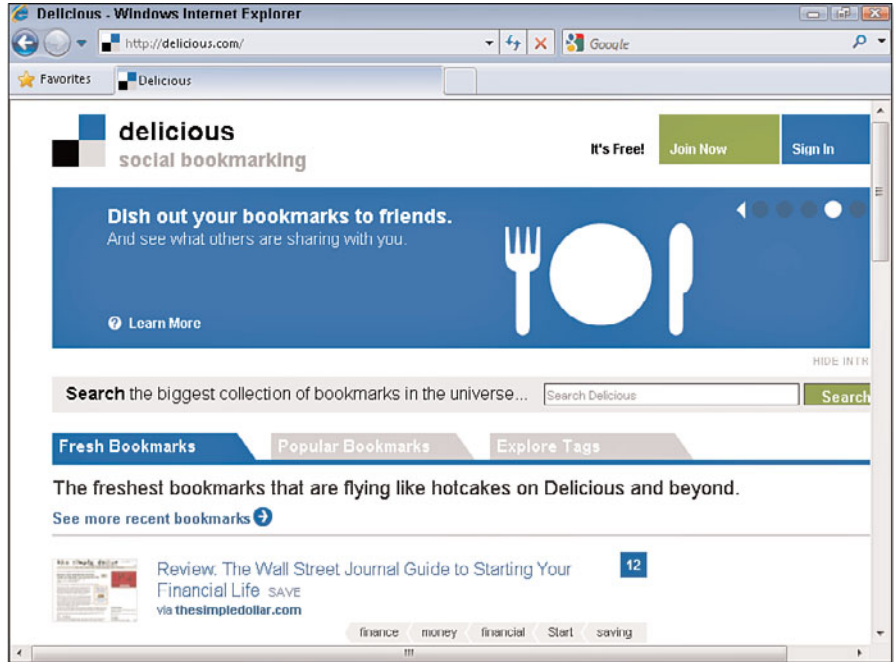 Delicious - Windows Internet Explorer
http://delicious.com/
Google
Favorites
Delicious
delicious
social bookmarking
It's Free!
Join Now
Sign In
Dish out your bookmarks to friends.
And see what others are sharing with you.
Learn More
HIDE INTR
Search the biggest collection of bookmarks in the universe...
Search Delicious
Search
Fresh Bookmarks
Popular Bookmarks
Explore Tags
The freshest bookmarks that are flying like hotcakes on Delicious and beyond.
See more recent bookmarks
the simple dollar
Review: The Wall Street Journal Guide to Starting Your
12
Financial Life SAVE
via thesimpledollar.com
finance money financial Start saving